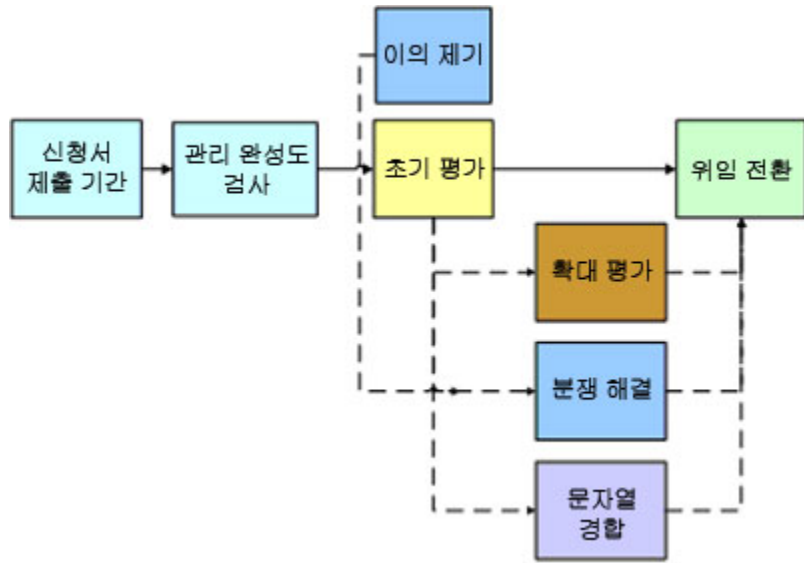 이의 제기
신청서
제출 기간
관리 완성도
검사
초기 평가
위임 전환
확대 평가
분쟁 해결
문자열
경합